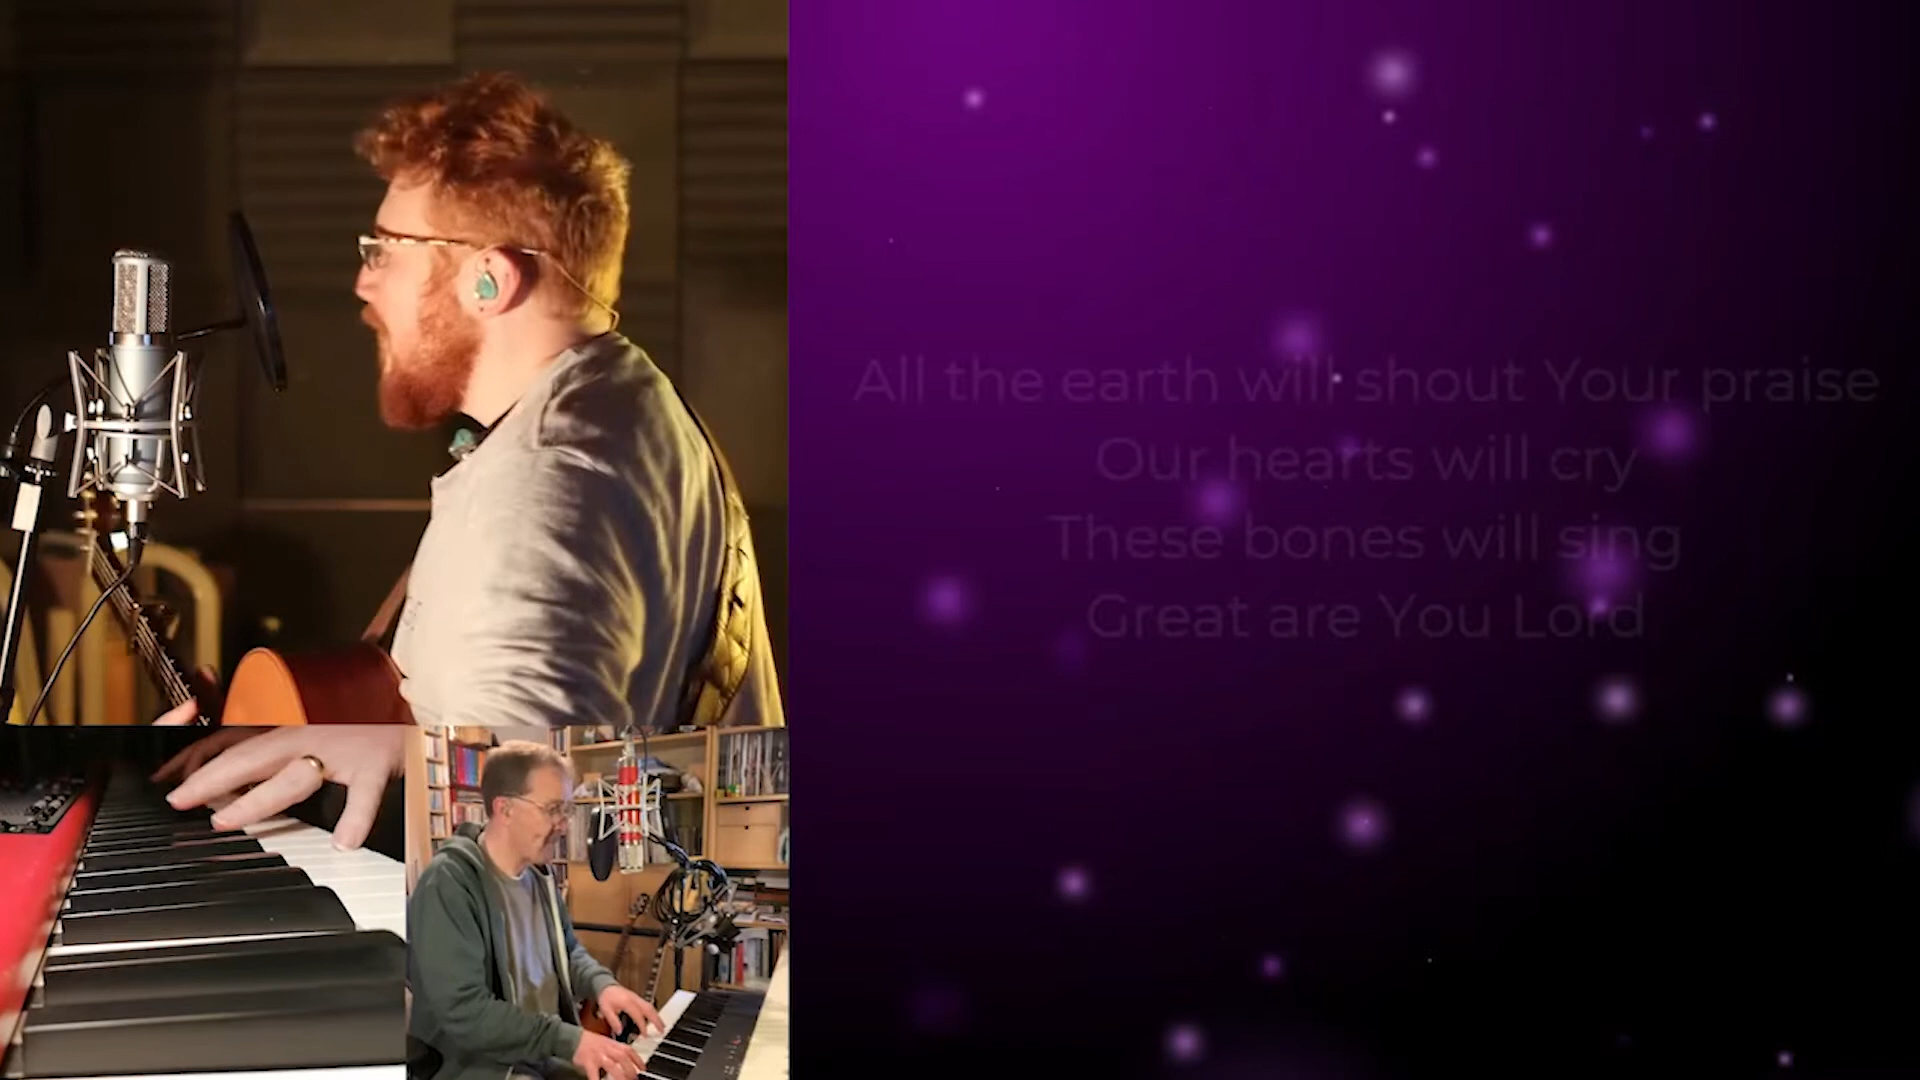 All the earth will shout Your praise
Our hearts will cry
These bones will sing
Great are You Lord